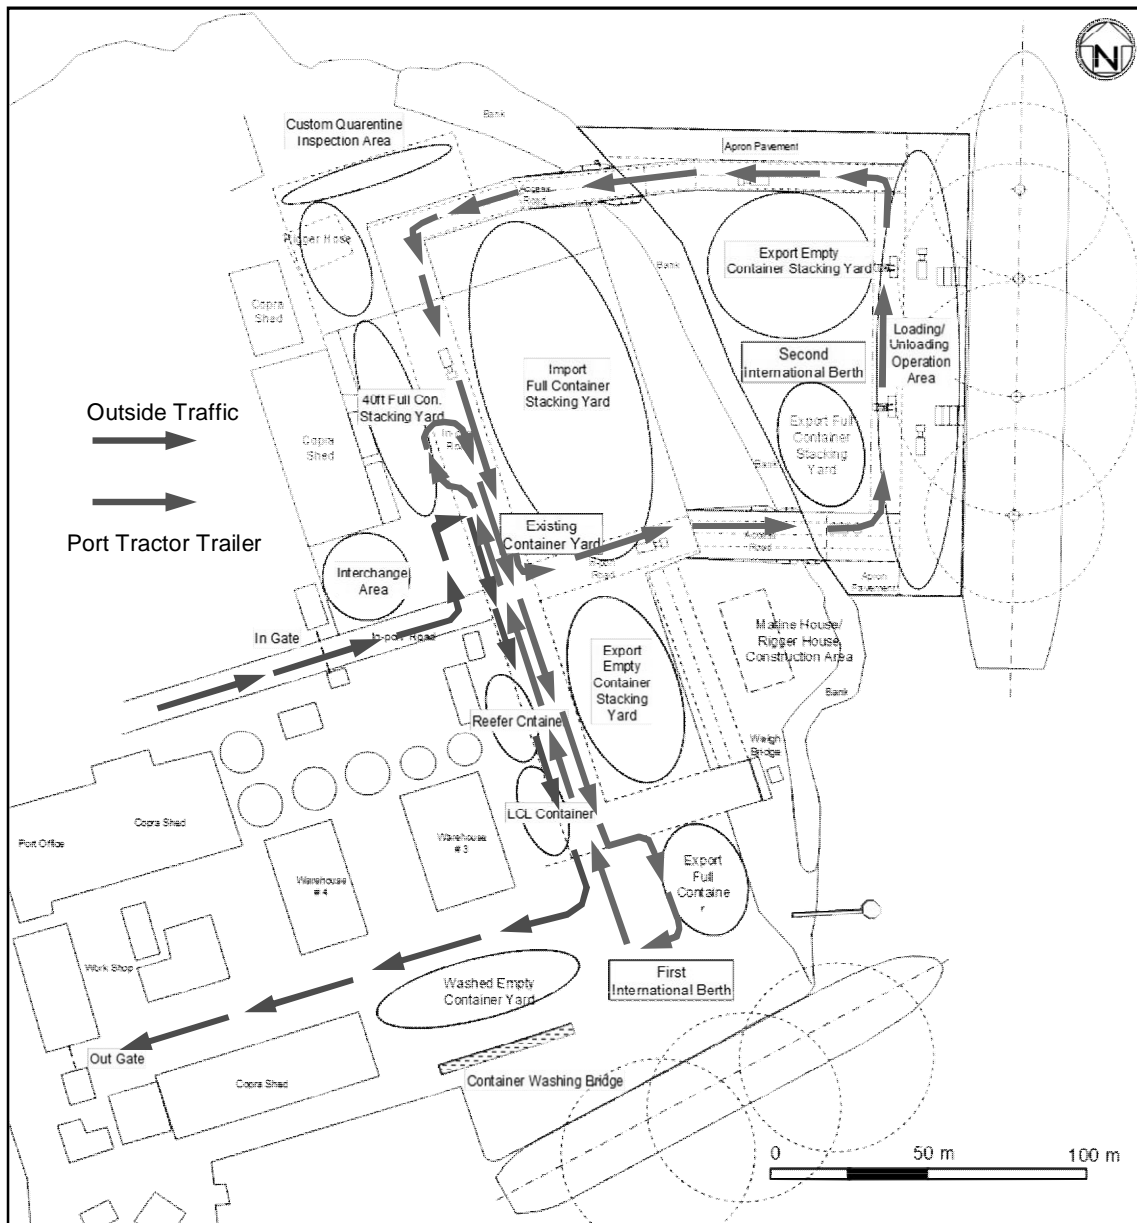 N
Bank
Custom Quarentine
Inspection Area
Apron Pavement
Access
Road
Rigger Hose
Export Empty
Container Stacking Yard
Bank
Copra
Shed
Loading/
Unloading
Operation
Area
Second
International Berth
Import
Full Container
Stacking Yard
40ft Full Con.
Stacking Yard
Outside Traffic
Export Full
Container
Stacking
Yard
Copra
Shed
Bank
Port Tractor Trailer
Existing
Container Yard
Access
Road
Interchange
Area
Road
Apron
Pavement
In Gate
In-port Road
Makine House/
Rigger House
Construction Area
Export
Empty
Container
Stacking
Yard
Bank
Reefer Cntainer
Weigh
Bridge
LCL Container
Copra Shed
Port Office
Warehouse
# 3
Warehouse
# 4
Export
Full
Containe
r
Work Shop
Washed Empty
Container Yard
First
International Berth
Out Gate
Copra Shed
Container Washing Bridge
0
50 m
100 m